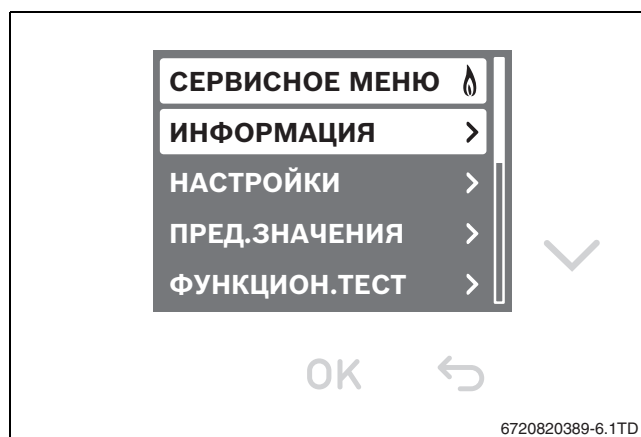 СЕРВИСНОЕ МЕНЮ
ИНФОРМАЦИЯ
НАСТРОЙКИ
ПРЕД.ЗНАЧЕНИЯ
ФУНКЦИОН.ТЕСТ
OK
6720820389-6.1TD